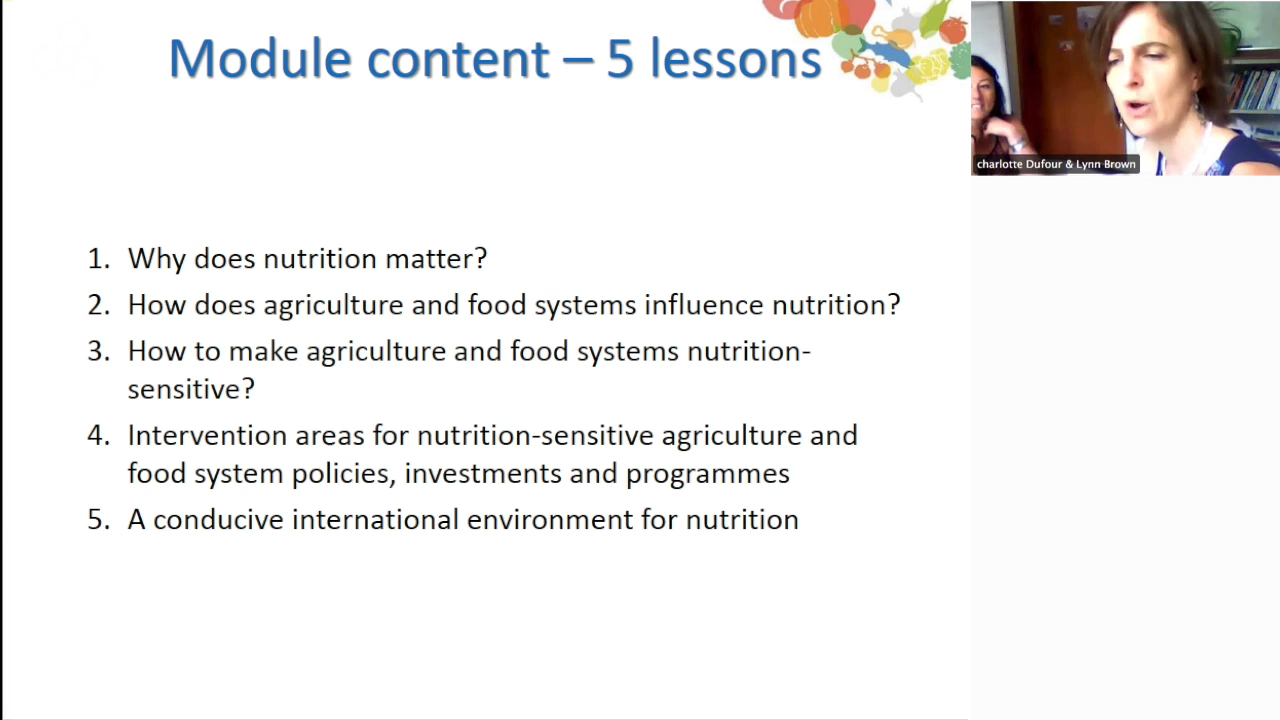 Module content – 5 lessons
charlotte Dufour & Lynn Brown
1. Why does nutrition matter?
2. How does agriculture and food systems influence nutrition?
3. How to make agriculture and food systems nutrition-
sensitive?
4. Intervention areas for nutrition-sensitive agriculture and
food system policies, investments and programmes
5. A conducive international environment for nutrition